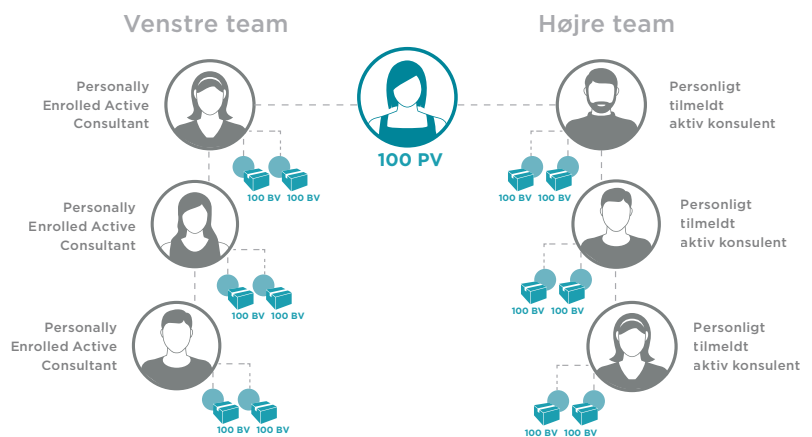 Venstre team
Højre team
Personally
Enrolled Active
Consultant
100 PV
Personligt
tilmeldt
aktiv konsulent
100 BV 100 BV
100 BV 100 BV
Personally
Enrolled Active
Consultant
Personligt
tilmeldt
aktiv konsulent
100 BV 100 BV
100 BV 100 BV
Personally
Enrolled Active
Consultant
Personligt
tilmeldt
aktiv konsulent
100 BV 100 BV
100 BV 100 BV